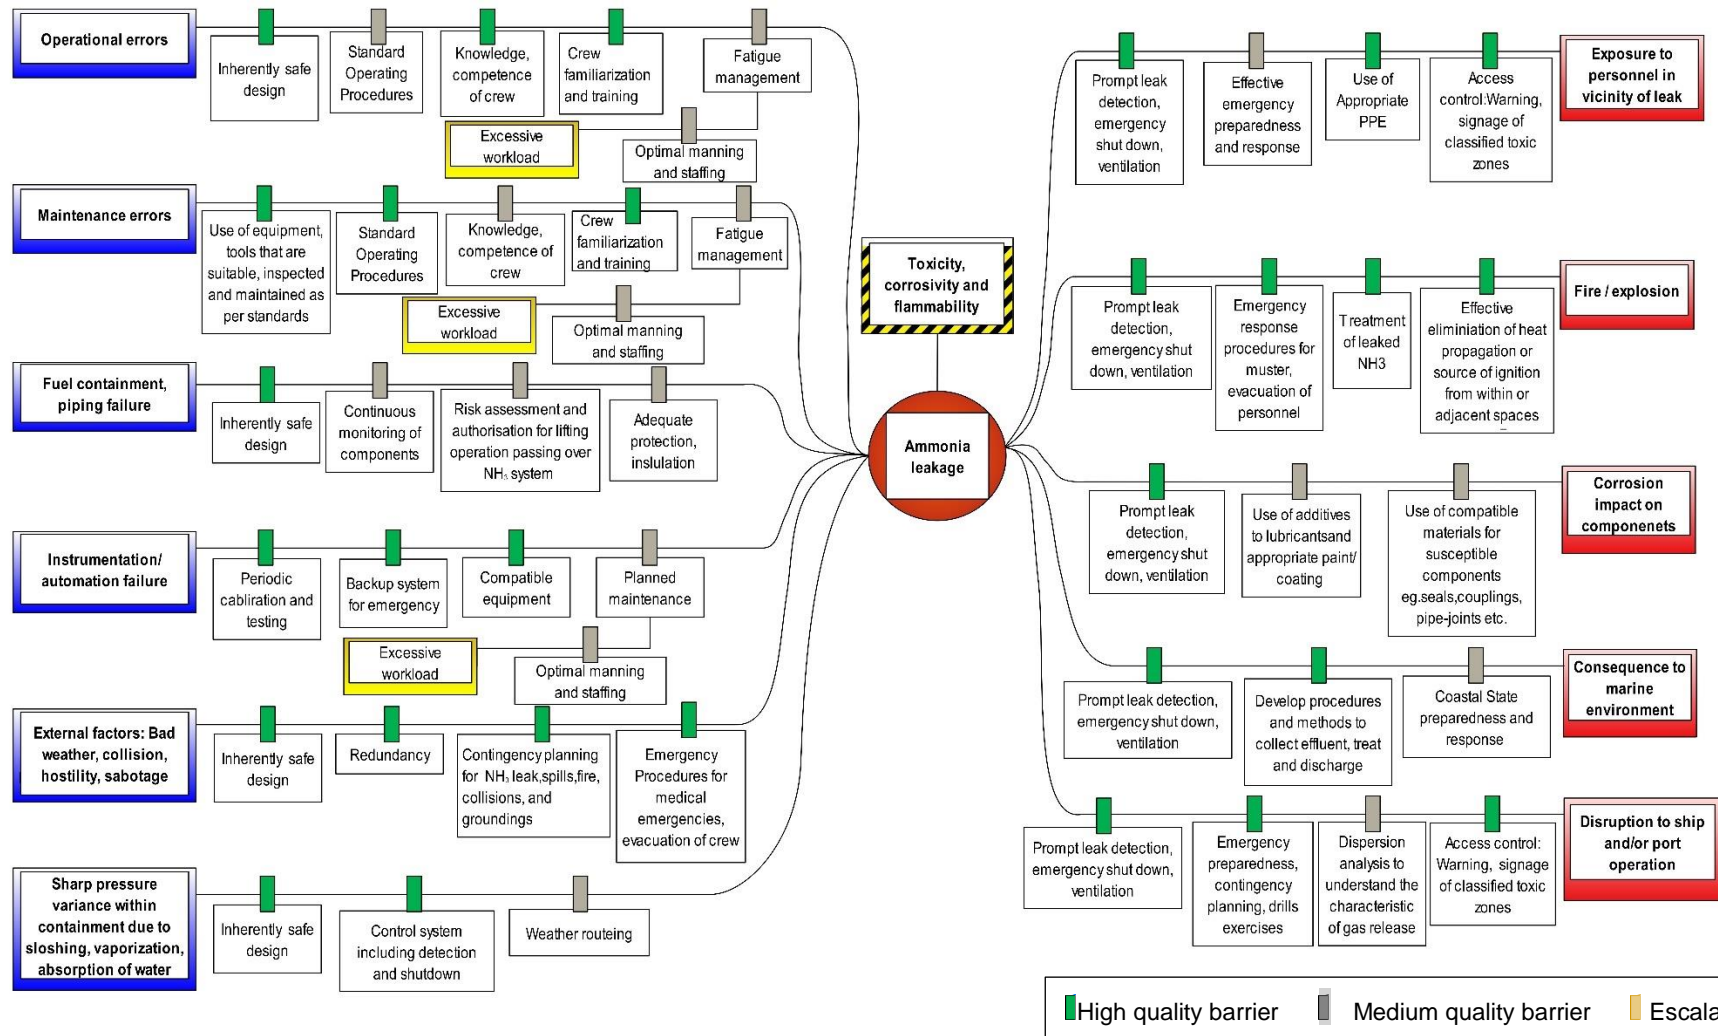 Operational errors
Inherently safe
design
Standard
Operating
Procedures
Knowledge,
competence
of crew
Crew
familiarization
and training
Fatigue
management
Excessive
workload
Optimal manning
and staffing
Maintenance errors
Use of equipment,
tools that are
suitable, inspected
and maintained as
per standards
Standard
Operating
Procedures
Knowledge,
competence of
crew
Crew
familiarization
and training
Fatigue
management
Excessive
workload
Optimal manning
and staffing
Fuel containment,
piping failure
Inherently safe
design
Continuous
monitoring of
components
Risk assessment and
authorisation for lifting
operation passing over
NH₃ system
Adequate
protection,
inslulation
Instrumentation/
automation failure
Periodic
cabliration and
testing
Backup system
for emergency
Compatible
equipment
Planned
maintenance
Excessive
workload
Optimal manning
and staffing
External factors: Bad
weather, collision,
hostility, sabotage
Inherently safe
design
Redundancy
Contingency planning
for NH₃ leak,spills,fire,
collisions, and
groundings
Emergency
Procedures for
medical
emergencies,
evacuation of crew
Sharp pressure
variance within
containment due to
sloshing, vaporization,
absorption of water
Inherently safe
design
Control system
including detection
and shutdown
Weather routeing
Toxicity,
corrosivity and
flammability
Ammonia
leakage
Prompt leak
detection,
emergency
shut down,
ventilation
Effective
emergency
preparedness
and response
Use of
Appropriate
PPE
Access
control:Warning,
signage of
classified toxic
zones
Exposure to
personnel in
vicinity of leak
Prompt leak
detection,
emergency shut
down, ventilation
Emergency
response
procedures for
muster,
evacuation of
personnel
Treatment
of leaked
NH3
Effective
eliminiation of heat
propagation or
source of ignition
from within or
adjacent spaces
Fire / explosion
Prompt leak
detection,
emergency shut
down, ventilation
Use of additives
to lubricantsand
appropriate paint/
coating
Use of compatible
materials for
susceptible
components
eg.seals,couplings,
pipe-joints etc.
Corrosion
impact on
componenets
Prompt leak detection,
emergency shut down,
ventilation
Develop procedures
and methods to
collect effluent, treat
and discharge
Coastal State
preparedness and
response
Consequence to
marine
environment
Prompt leak detection,
emergency shut down,
ventilation
Emergency
preparedness,
contingency
planning, drills
exercises
Dispersion
analysis to
understand the
characteristic
of gas release
Access control:
Warning, signage
of classified toxic
zones
Disruption to ship
and/or port
operation
High quality barrier
Medium quality barrier
Escala